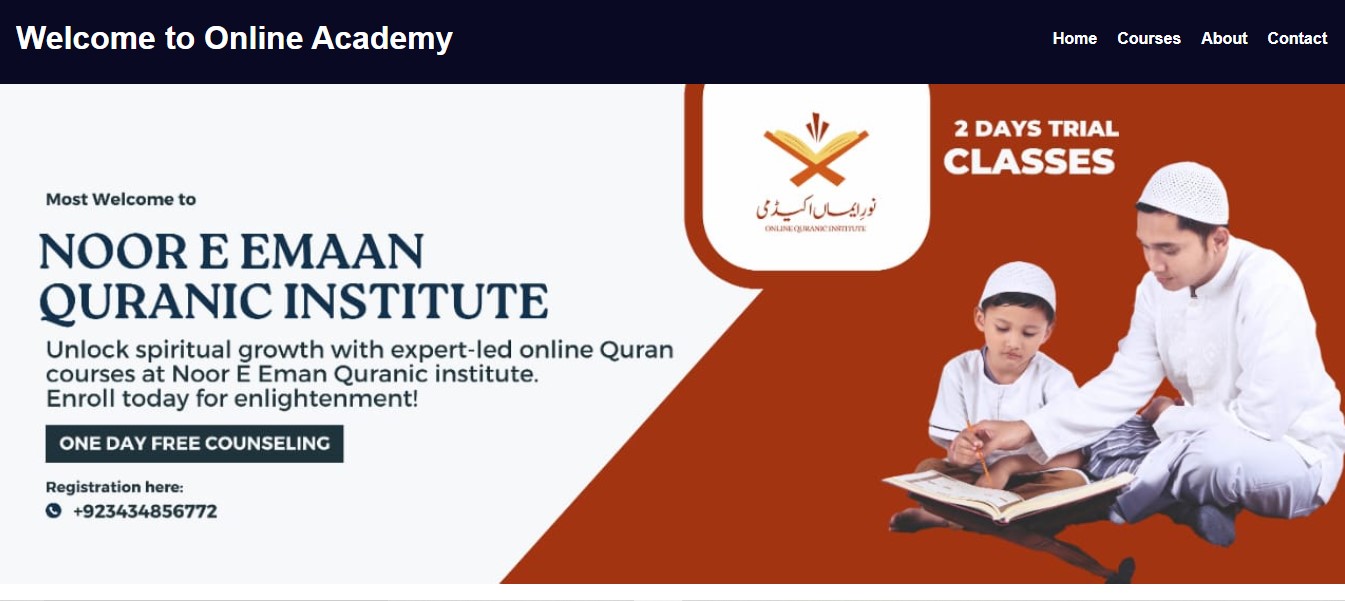 Welcome to Online Academy
Home Courses About Contact
Most Welcome to
NOOR E EMAAN
QURANIC INSTITUTE
Unlock spiritual growth with expert-led online Quran
courses at Noor E Eman Quranic institute.
Enroll today for enlightenment!
ONE DAY FREE COUNSELING
Registration here:
+923434856772
نورِ ایماں اکیڈمی
ONLINE QURANIC INSTITUTE
2 DAYS TRIAL
CLASSES